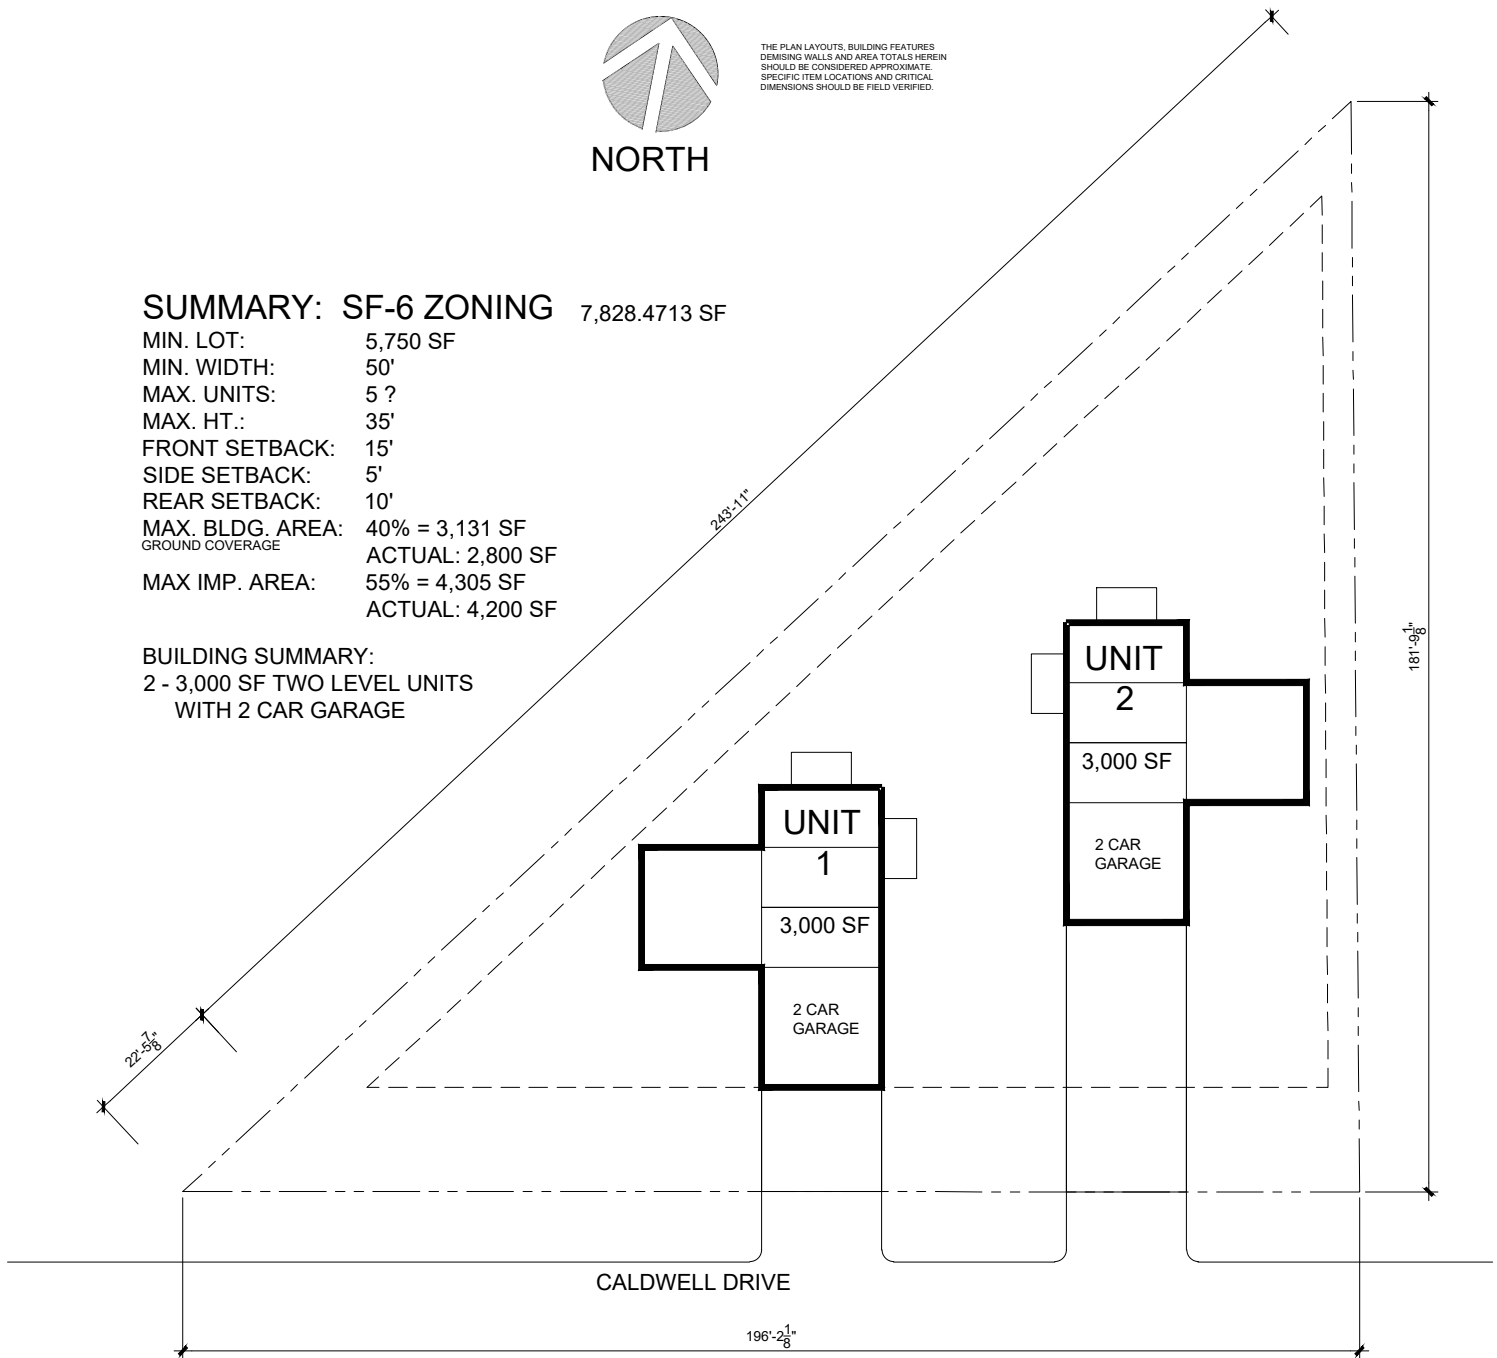 THE PLAN LAYOUTS, BUILDING FEATURES
DEMISING WALLS AND AREA TOTALS HEREIN
SHOULD BE CONSIDERED APPROXIMATE.
SPECIFIC ITEM LOCATIONS AND CRITICAL
DIMENSIONS SHOULD BE FIELD VERIFIED.
NORTH
SUMMARY: SF-6 ZONING 7,828.4713 SF
MIN. LOT: 5,750 SF
MIN. WIDTH: 50'
MAX. UNITS: 5 ?
MAX. HT.: 35'
FRONT SETBACK: 15'
SIDE SETBACK: 5'
REAR SETBACK: 10'
MAX. BLDG. AREA: 40% = 3,131 SF
GROUND COVERAGE
ACTUAL: 2,800 SF
MAX IMP. AREA: 55% = 4,305 SF
ACTUAL: 4,200 SF
BUILDING SUMMARY:
2 - 3,000 SF TWO LEVEL UNITS
WITH 2 CAR GARAGE
243'-11"
22'-5 7/8"
181'-9 1/8"
UNIT
2
3,000 SF
2 CAR
GARAGE
UNIT
1
3,000 SF
2 CAR
GARAGE
CALDWELL DRIVE
196'-2 1/8"